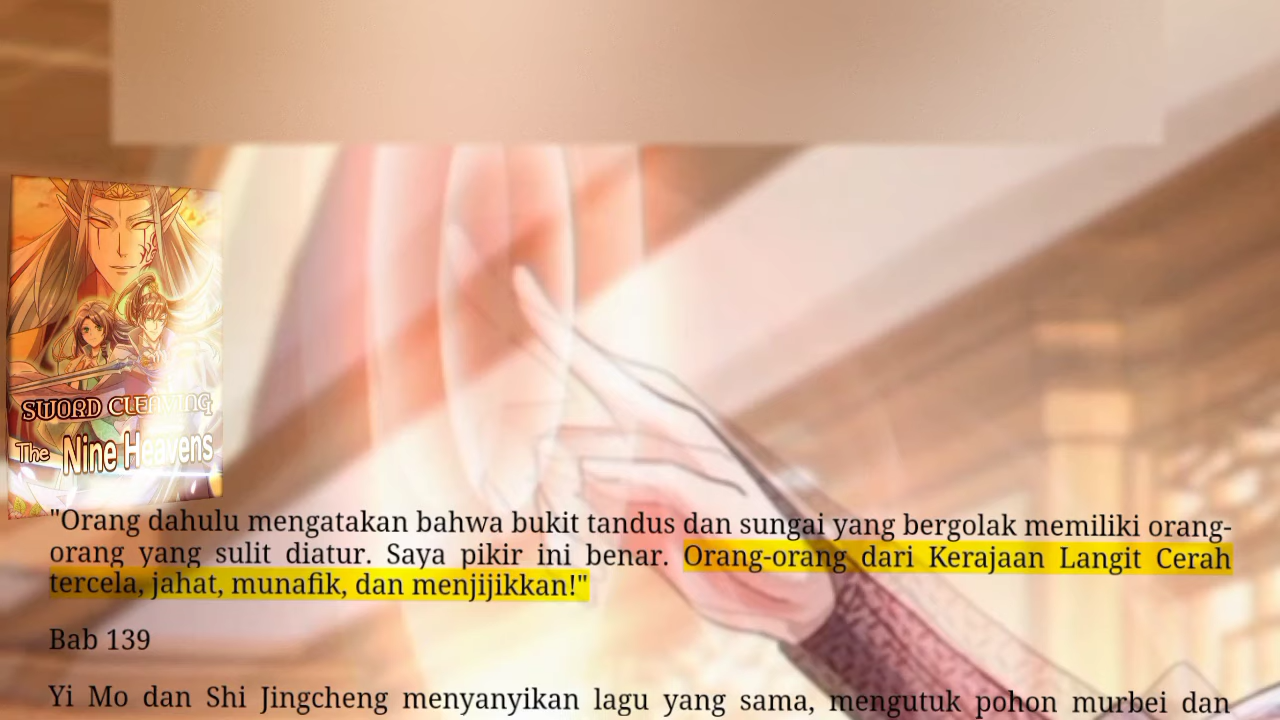 SWORD CLEAVING
The Nine Heavens
"Orang dahulu mengatakan bahwa bukit tandus dan sungai yang bergolak memiliki orang-
orang yang sulit diatur. Saya pikir ini benar. Orang-orang dari Kerajaan Langit Cerah
tercela, jahat, munafik, dan menjijikkan!"
Bab 139
Yi Mo dan Shi Jingcheng menyanyikan lagu yang sama, mengutuk pohon murbei dan